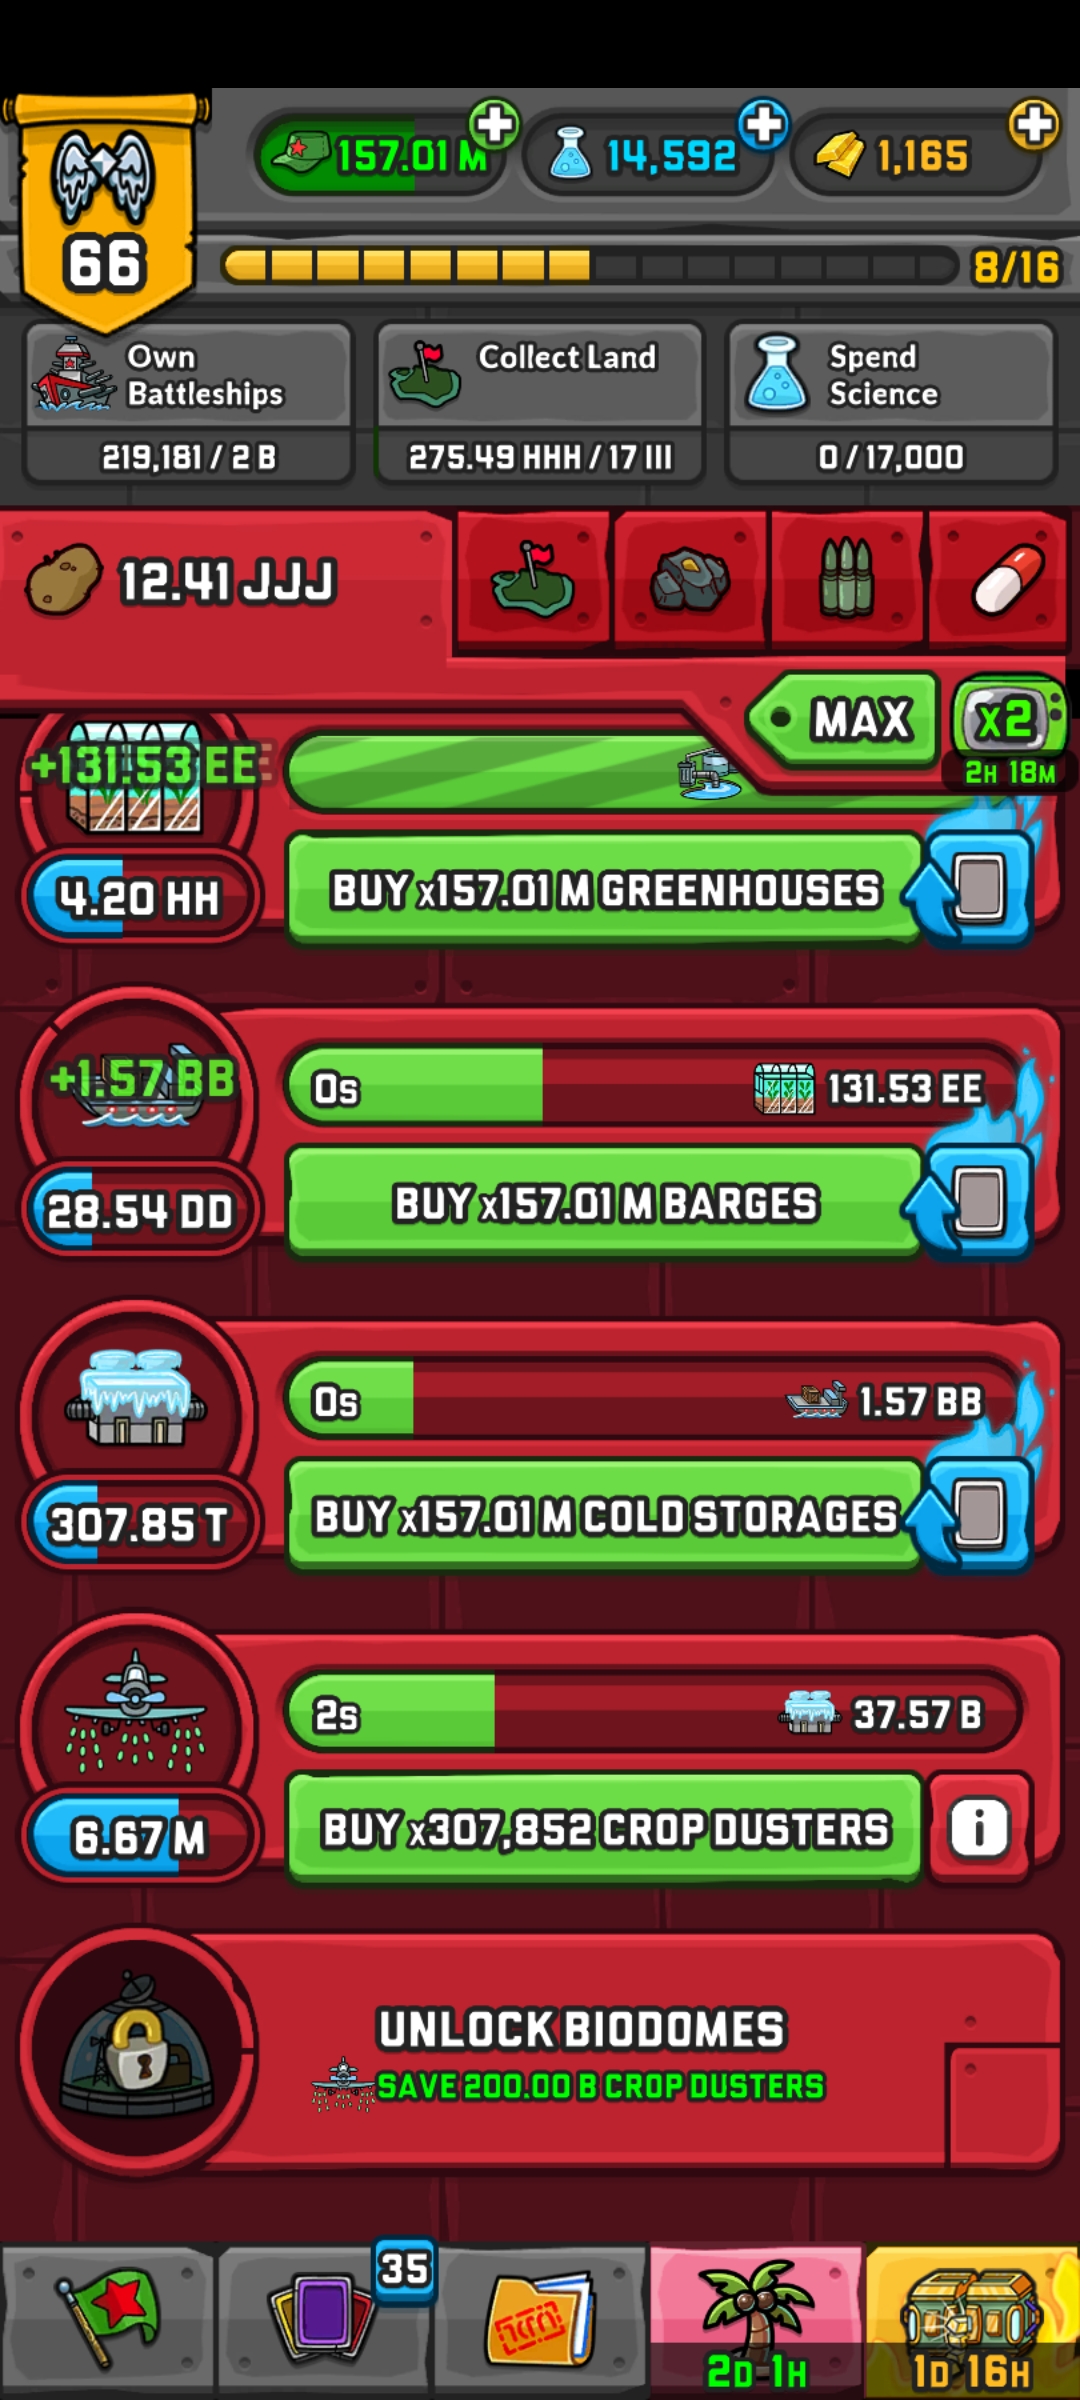 157.01 M
14,592
1,165
66
8/16
Own
Battleships
219,181 / 2 B
Collect Land
275.49 HHH / 17 III
Spend
Science
0 / 17,000
12.41 JJJ
MAX
x2
2H 18M
+131.53 EE
4.20 HH
BUY x157.01 M GREENHOUSES
+1.57 BB
0s
131.53 EE
28.54 DD
BUY x157.01 M BARGES
0s
1.57 BB
307.85 T
BUY x157.01 M COLD STORAGES
2s
37.57 B
6.67 M
BUY x307,852 CROP DUSTERS
i
UNLOCK BIODOMES
SAVE 200.00 B CROP DUSTERS
35
2D 1H
1D 16H